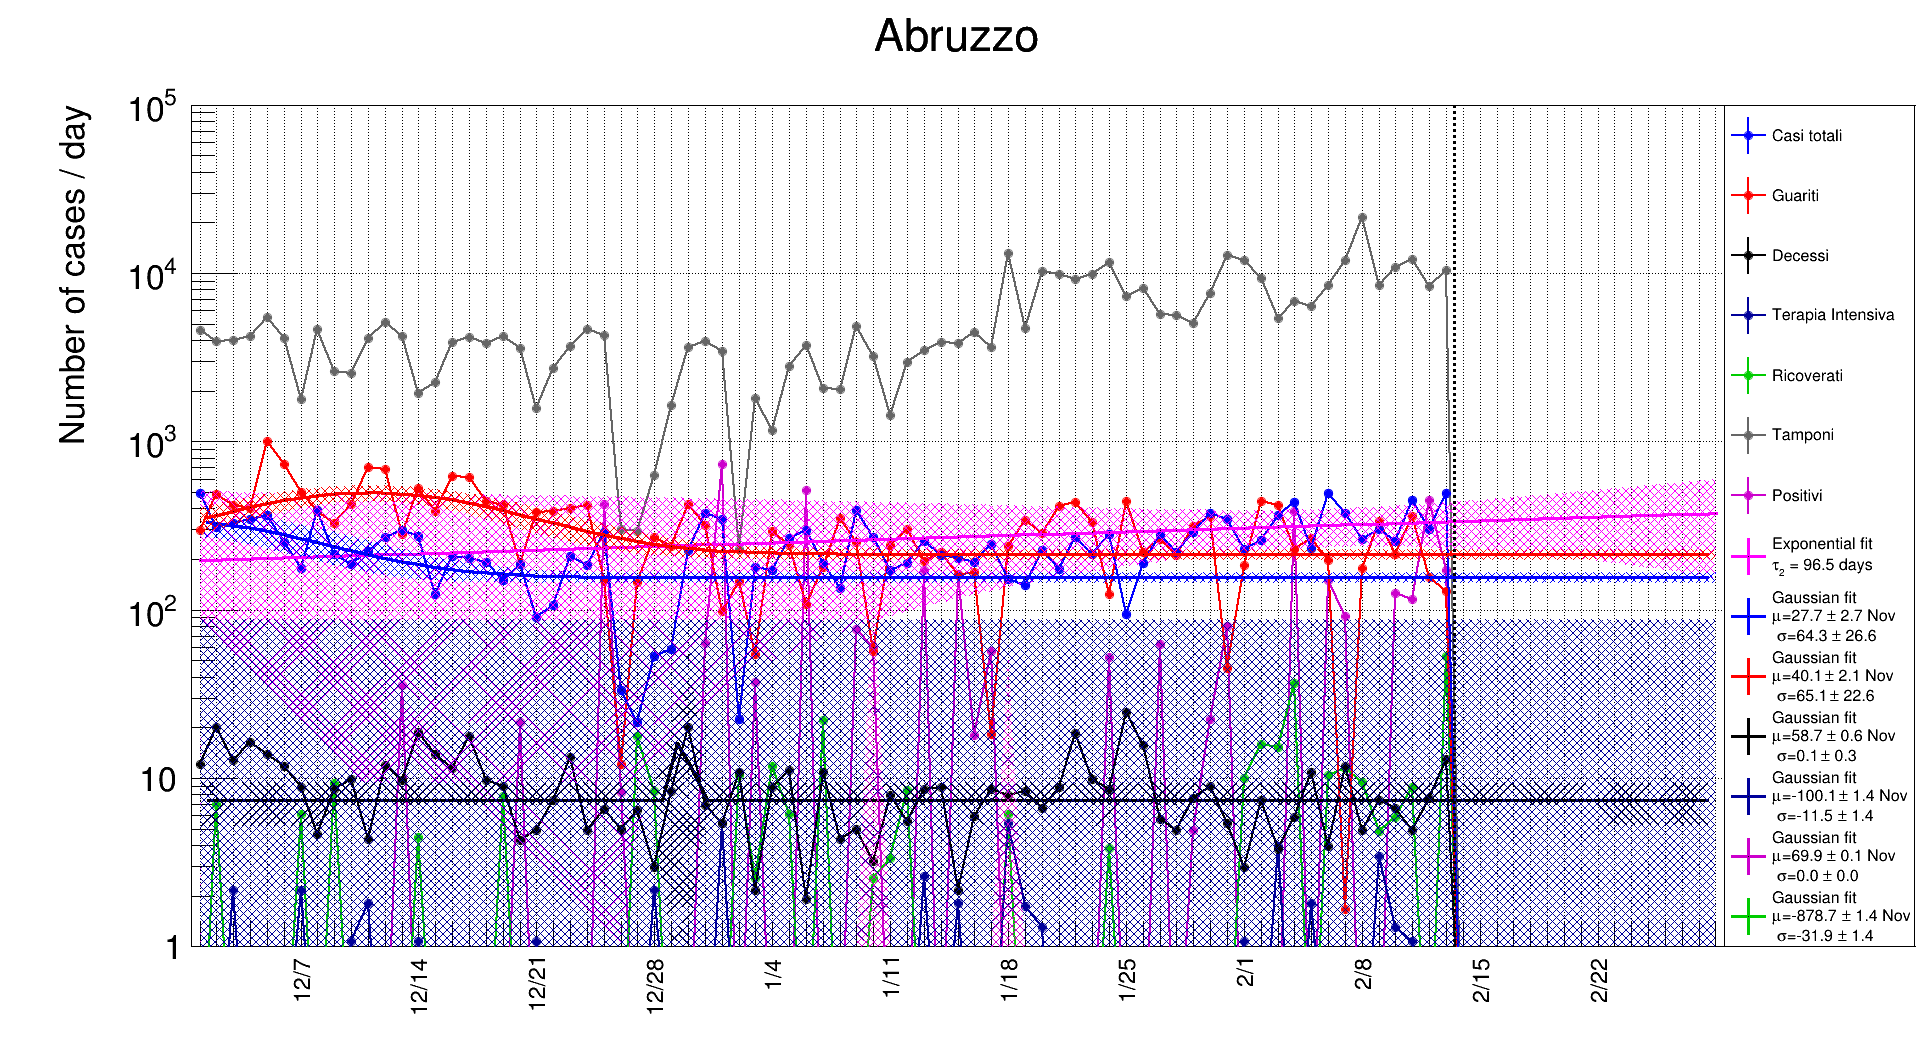 Abruzzo
Number of cases / day
10^5
10^4
10^3
10^2
10
1
12/7
12/14
12/21
12/28
1/4
1/11
1/18
1/25
2/1
2/8
2/15
2/22
Casi totali
Guariti
Decessi
Terapia Intensiva
Ricoverati
Tamponi
Positivi
Exponential fit
τ₂ = 96.5 days
Gaussian fit
μ=27.7 ± 2.7 Nov
σ=64.3 ± 26.6
Gaussian fit
μ=40.1 ± 2.1 Nov
σ=65.1 ± 22.6
Gaussian fit
μ=58.7 ± 0.6 Nov
σ=0.1 ± 0.3
Gaussian fit
μ=-100.1 ± 1.4 Nov
σ=-11.5 ± 1.4
Gaussian fit
μ=69.9 ± 0.1 Nov
σ=0.0 ± 0.0
Gaussian fit
μ=-878.7 ± 1.4 Nov
σ=-31.9 ± 1.4